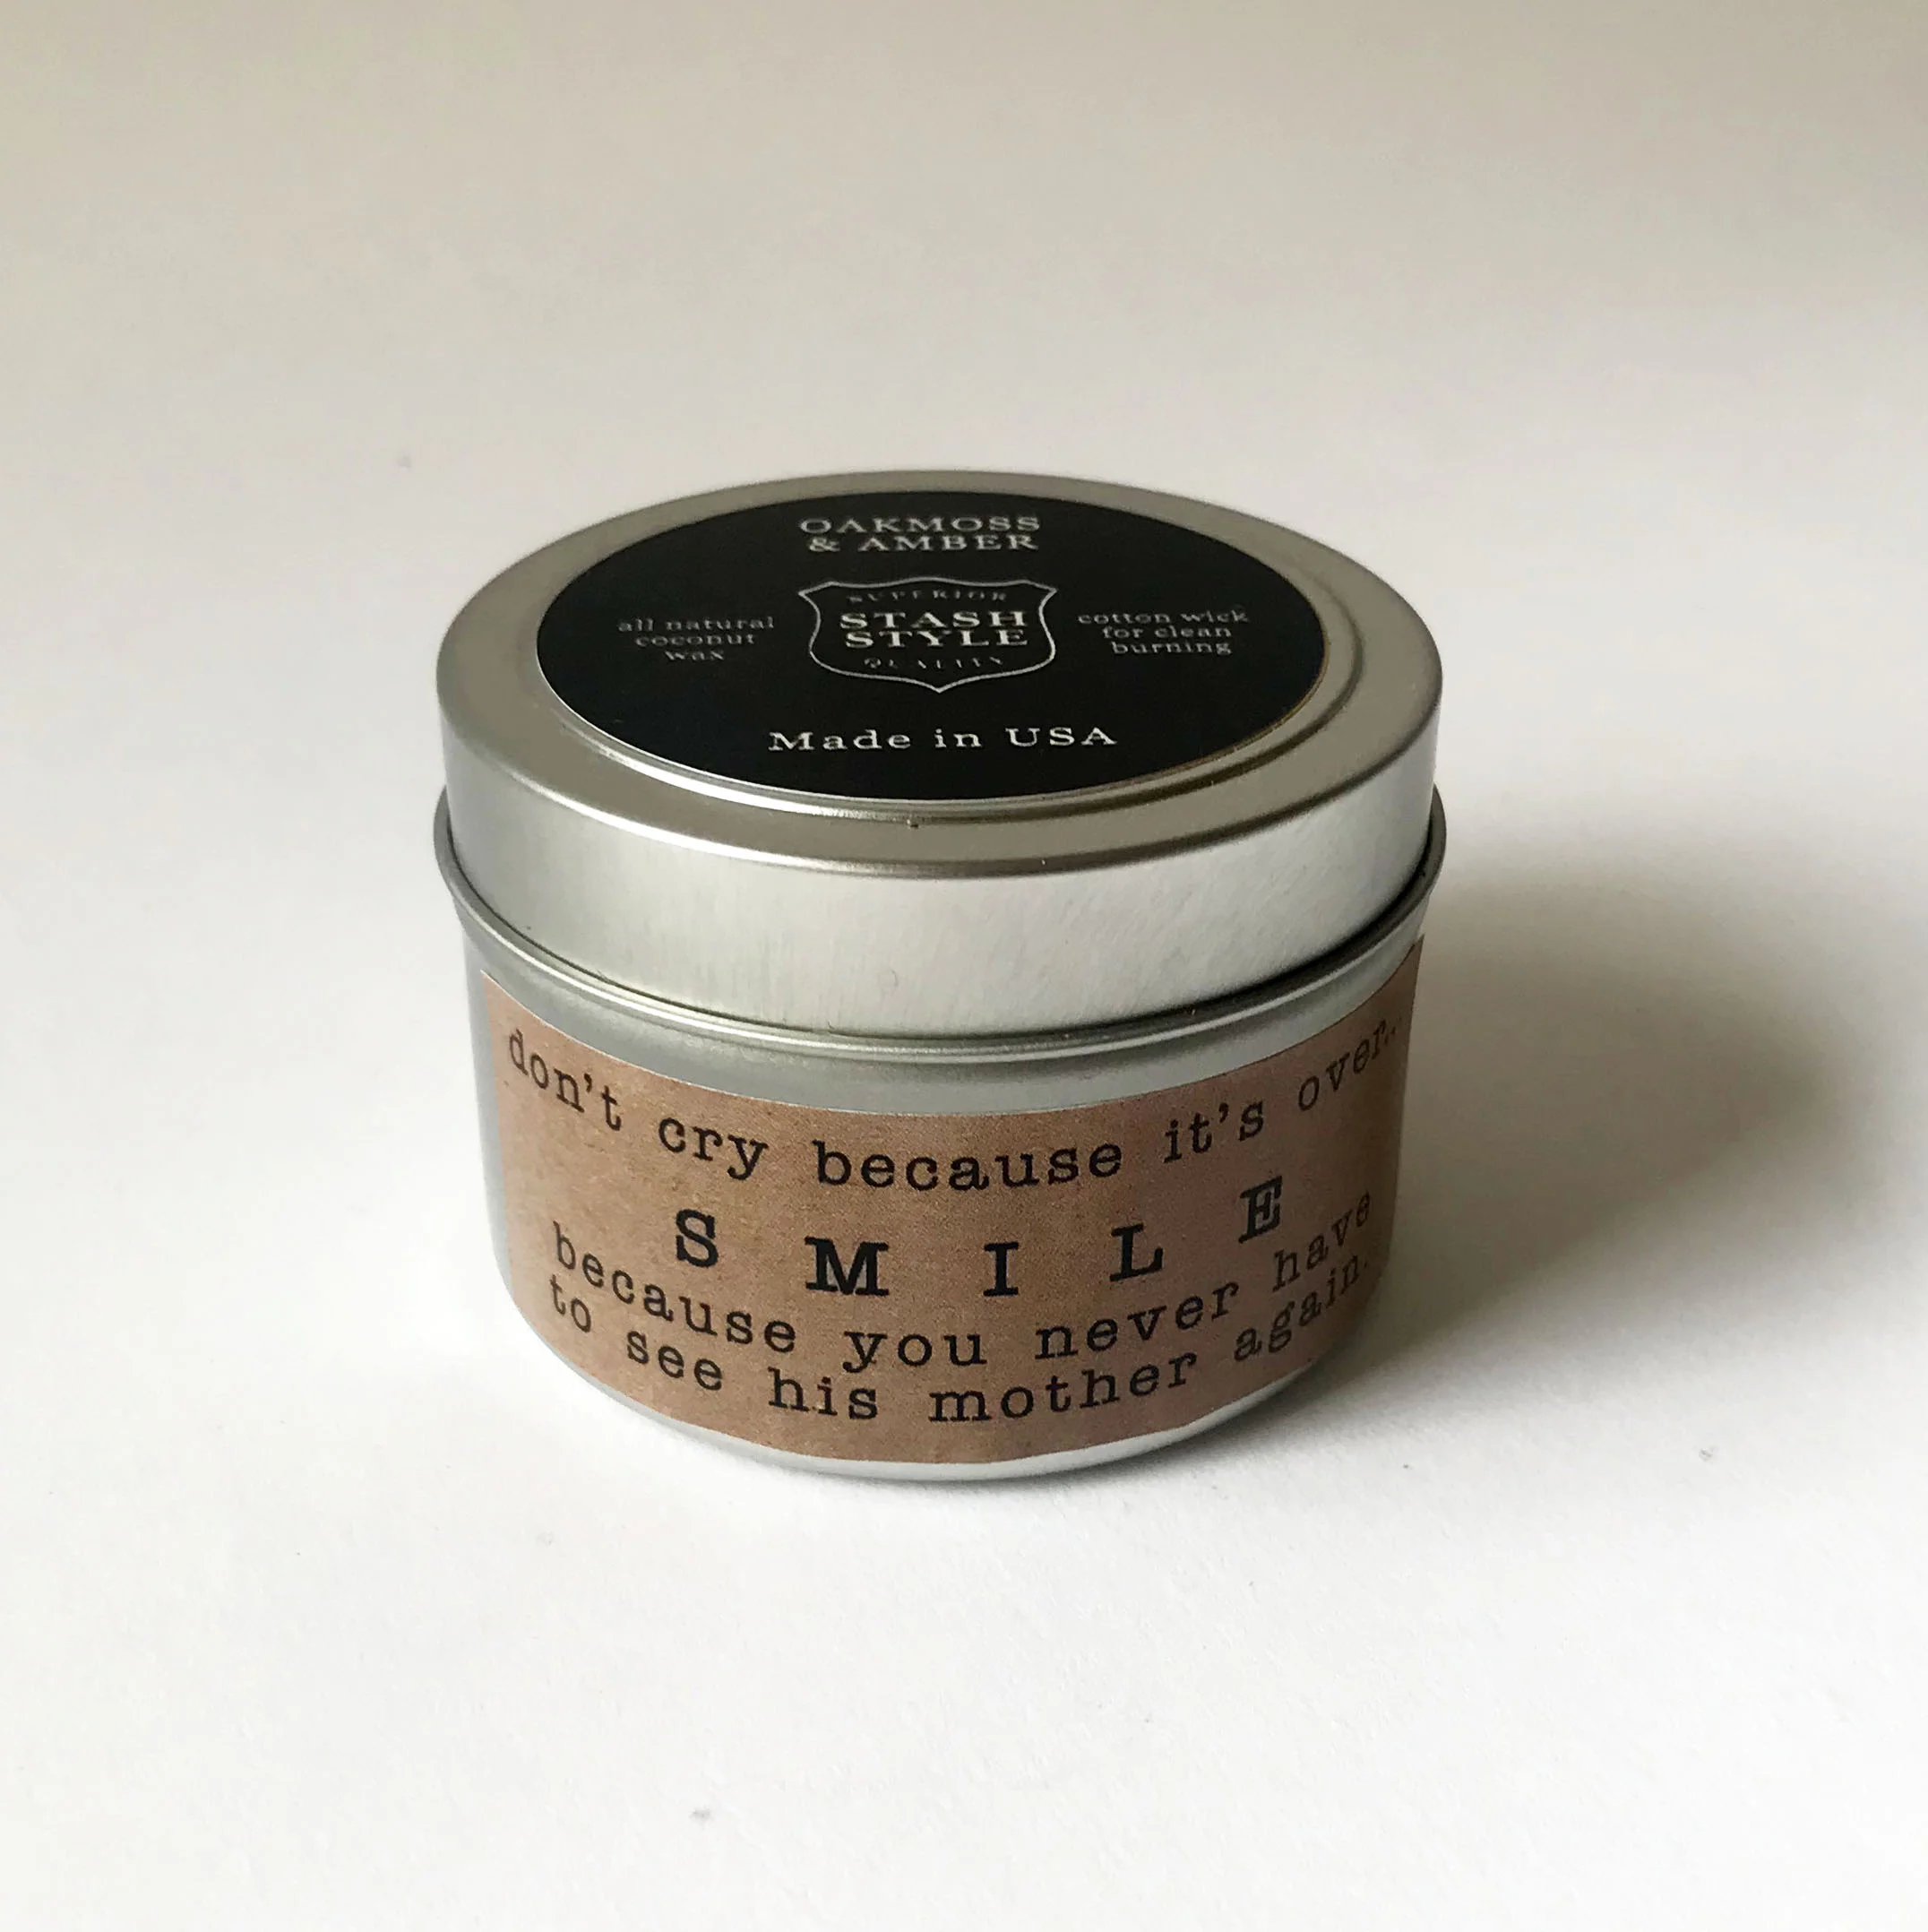 OAKMOSS
& AMBER
all natural
coconut
wax
SUPERIOR
STASH
STYLE
QUALITY
cotton wick
for clean
burning
Made in USA
don't cry because it's over..
SMILE
because you never have
to see his mother again.